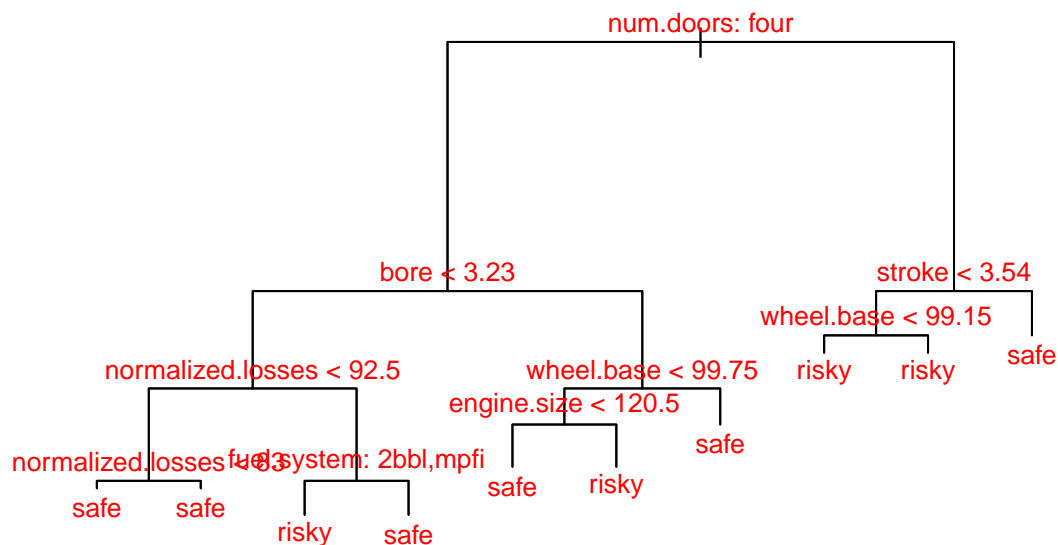 num.doors: four
bore < 3.23
stroke < 3.54
wheel.base < 99.15
risky
risky
safe
normalized.losses < 92.5
wheel.base < 99.75
engine.size < 120.5
safe
normalized.losses < 83
fuel.system: 2bbl,mpfi
safe
risky
safe
safe
risky
safe